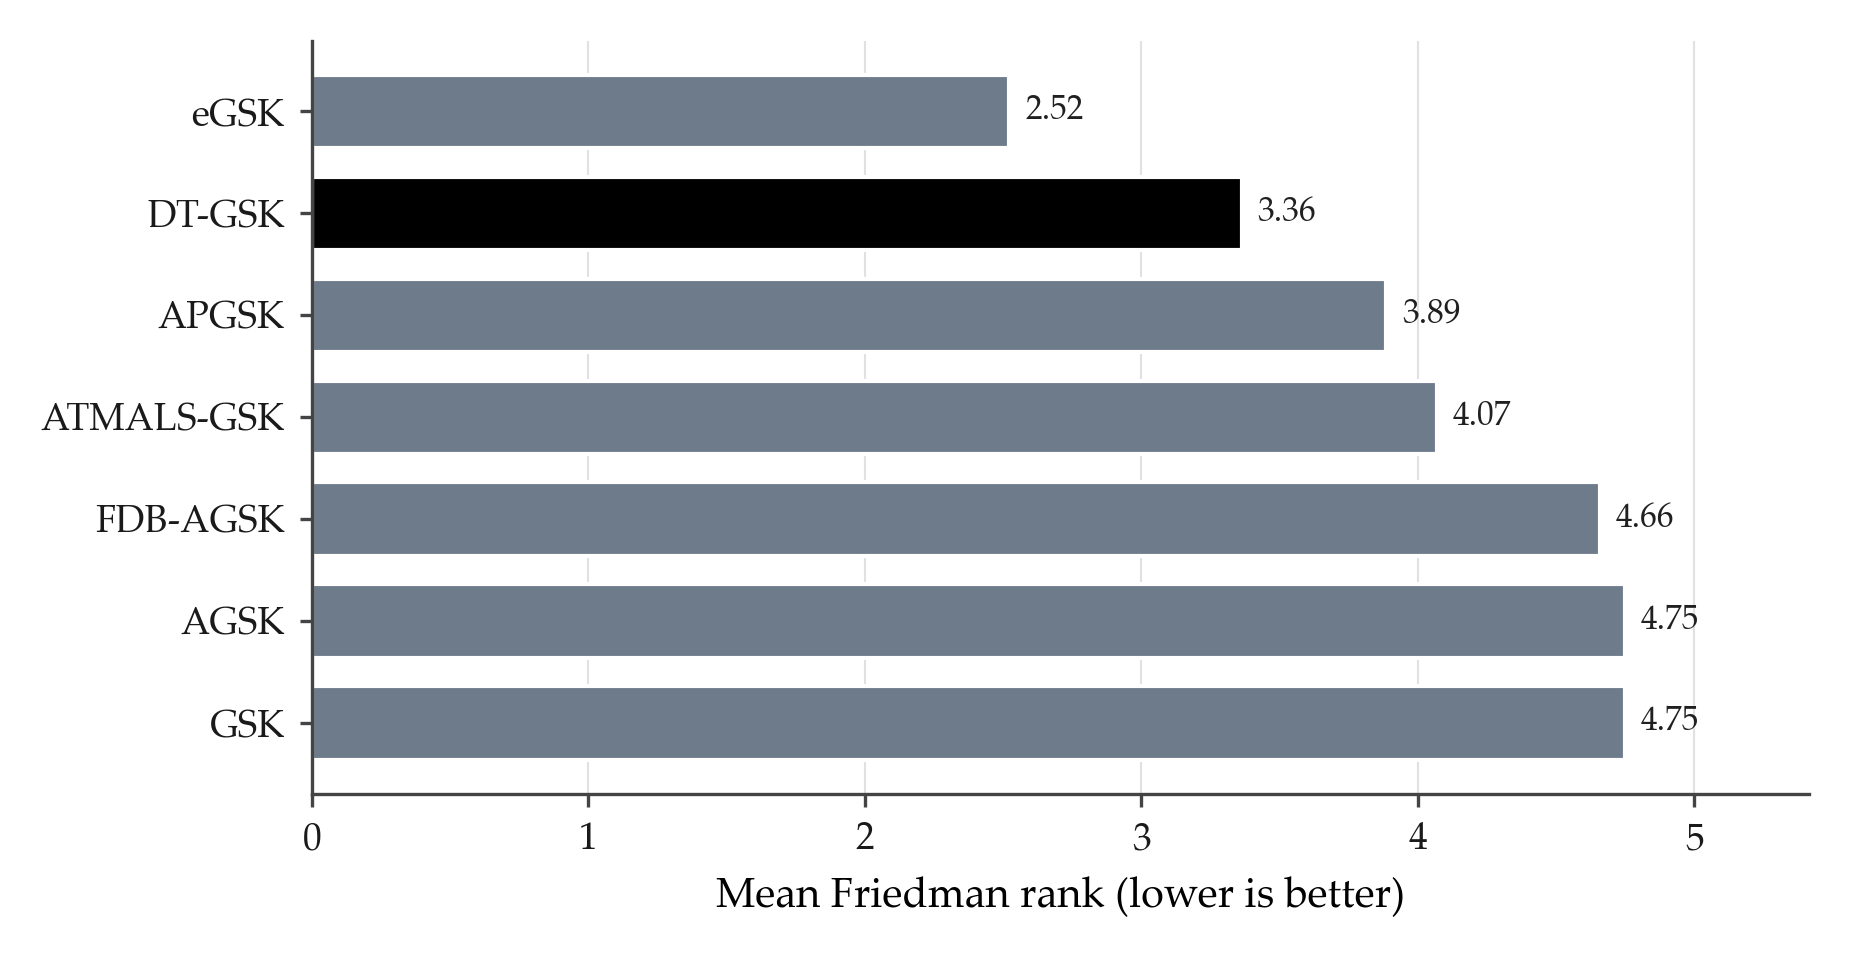 eGSK 2.52
DT-GSK 3.36
APGSK 3.89
ATMALS-GSK 4.07
FDB-AGSK 4.66
AGSK 4.75
GSK 4.75
0 1 2 3 4 5
Mean Friedman rank (lower is better)